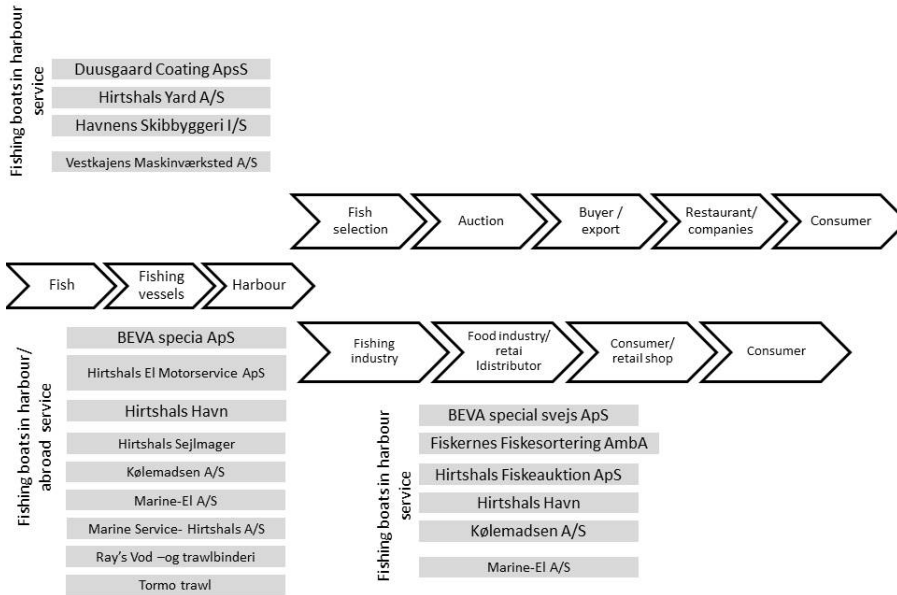 Fishing boats in harbour
service
Duusgaard Coating ApsS
Hirtshals Yard A/S
Havnens Skibbyggeri I/S
Vestkajens Maskinværksted A/S
Fish
selection
Auction
Buyer /
export
Restaurant/
companies
Consumer
Fish
Fishing
vessels
Harbour
Fishing
industry
Food industry/
retai
ldistributor
Consumer/
retail shop
Consumer
Fishing boats in harbour/
abroad service
BEVA specia ApS
Hirtshals El Motorservice ApS
Hirtshals Havn
Hirtshals Sejlmager
Kølemadsen A/S
Marine-El A/S
Marine Service- Hirtshals A/S
Ray's Vod –og trawlbinderi
Tormo trawl
Fishing boats in harbour
service
BEVA special svejs ApS
Fiskernes Fiskesortering AmbA
Hirtshals Fiskeauktion ApS
Hirtshals Havn
Kølemadsen A/S
Marine-El A/S